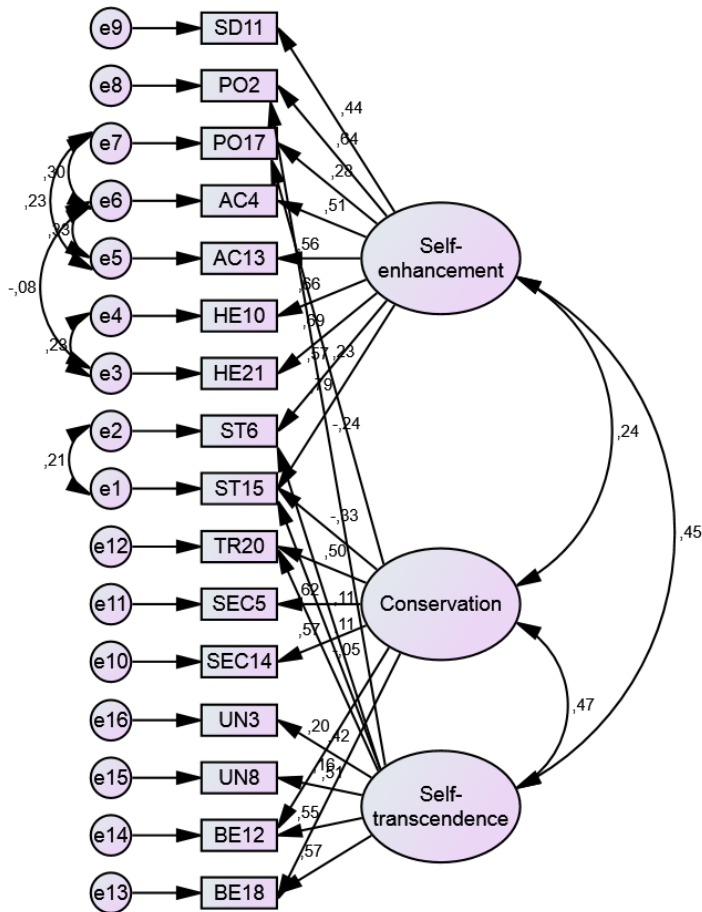 e9 SD11
e8 PO2
,44
,64
e7 PO17
,30
,28
,23
e6 AC4
,51
,23
Self-
enhancement
e5 AC13
,56
-,08
,66
e4 HE10
,69
,23
,57
,23
e3 HE21
,79
-,24
,24
e2 ST6
,21
e1 ST15
-,33
,45
e12 TR20
,50
,62
,11
Conservation
e11 SEC5
,57
,11
-,05
e10 SEC14
e16 UN3
,20
,42
,47
,16
,51
e15 UN8
Self-
transcendence
,55
e14 BE12
,57
e13 BE18